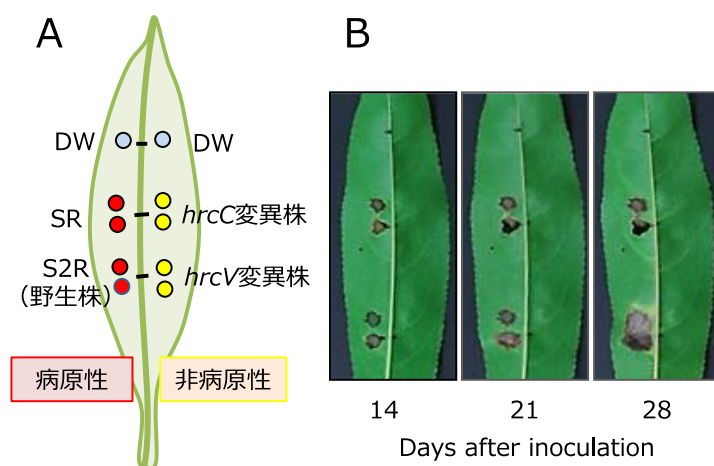 A
B
DW
DW
SR
hrcC変異株
S2R
（野生株）
hrcV変異株
病原性
非病原性
14
21
28
Days after inoculation